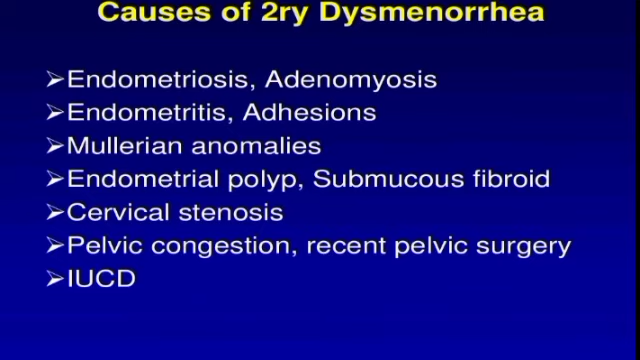 Causes of 2ry Dysmenorrhea
➢Endometriosis, Adenomyosis
➢Endometritis, Adhesions
➢Mullerian anomalies
➢Endometrial polyp, Submucous fibroid
➢Cervical stenosis
➢Pelvic congestion, recent pelvic surgery
➢IUCD